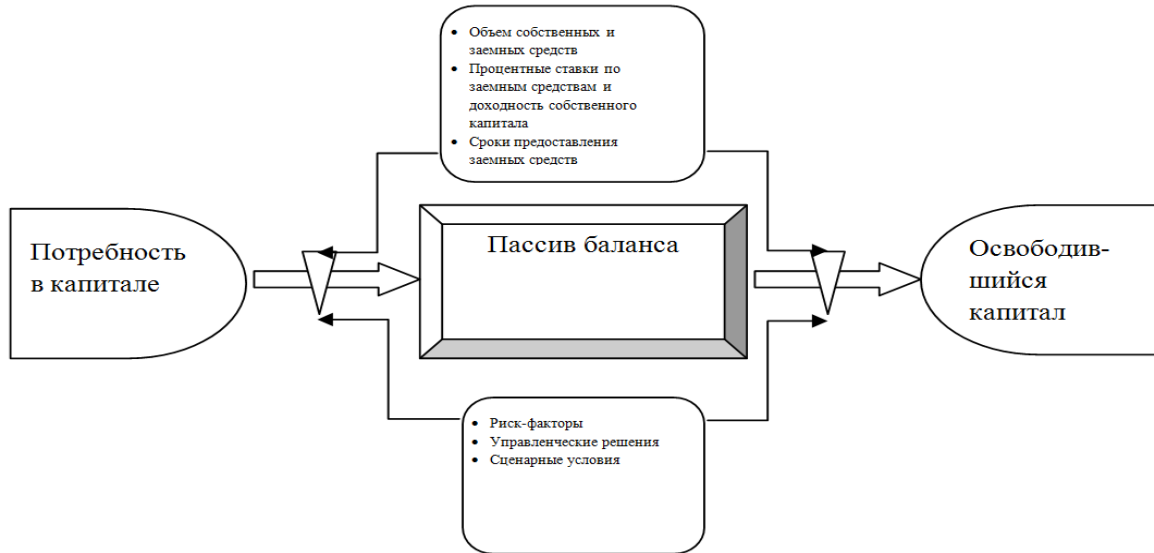 • Объем собственных и
заемных средств
• Процентные ставки по
заемным средствам и
доходность собственного
капитала
• Сроки предоставления
заемных средств
Потребность
в капитале
Пассив баланса
Освободив-
шийся
капитал
• Риск-факторы
• Управленческие решения
• Сценарные условия